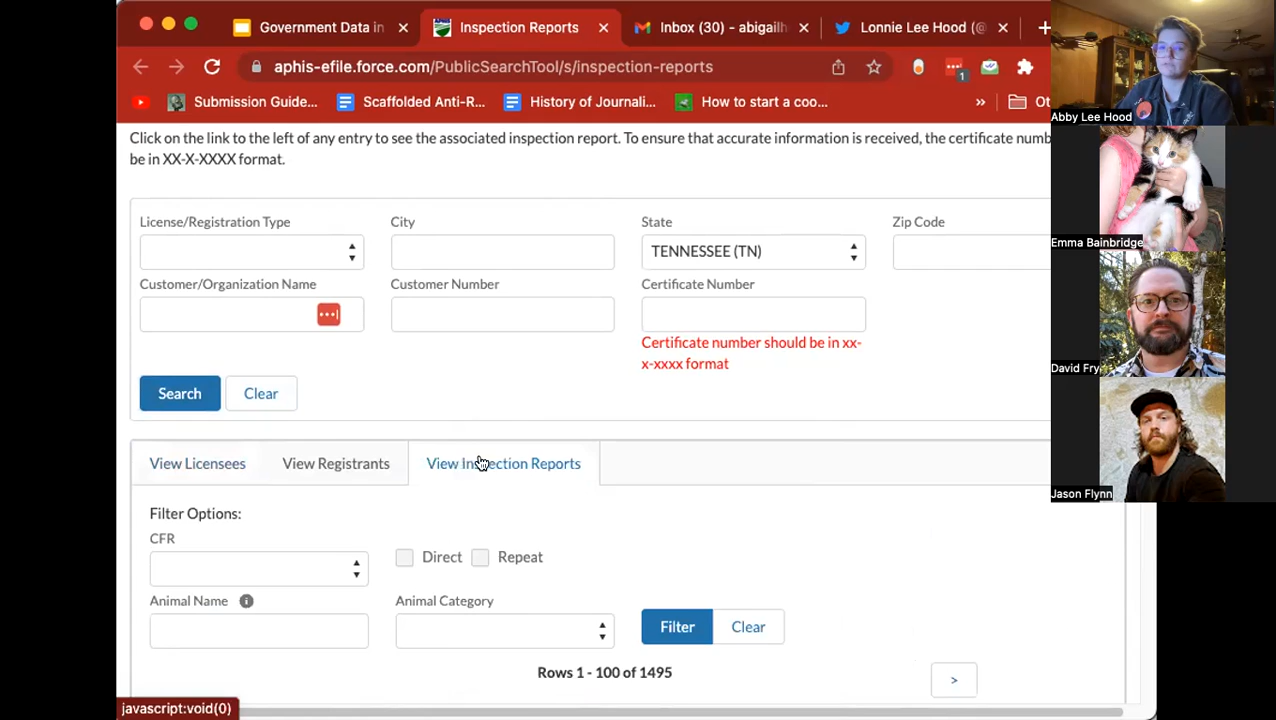 Government Data in
Inspection Reports
Inbox (30) - abigailh
Lonnie Lee Hood (@
aphis-efile.force.com/PublicSearchTool/s/inspection-reports
1
Submission Guide...
Scaffolded Anti-R...
History of Journali...
How to start a coo...
»
Ot
Click on the link to the left of any entry to see the associated inspection report. To ensure that accurate information is received, the certificate numb
be in XX-X-XXXX format.
License/Registration Type
City
State
Zip Code
TENNESSEE (TN)
Customer/Organization Name
Customer Number
Certificate Number
Certificate number should be in xx-
x-xxxx format
Search
Clear
View Licensees
View Registrants
View Inspection Reports
Filter Options:
CFR
Direct
Repeat
Animal Name
Animal Category
Filter
Clear
Rows 1 - 100 of 1495
>
javascript:void(0)
Abby Lee Hood
Emma Bainbridge
David Fry
Jason Flynn